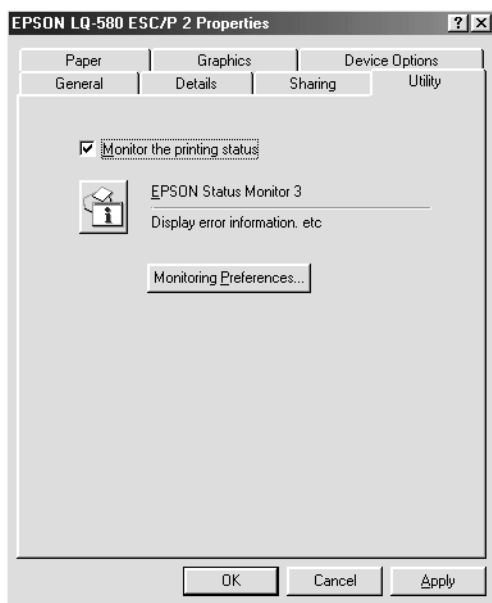 EPSON LQ-580 ESC/P 2 Properties ? X
Paper Graphics Device Options
General Details Sharing Utility
Monitor the printing status
EPSON Status Monitor 3
Display error information. etc
Monitoring Preferences...
OK Cancel Apply